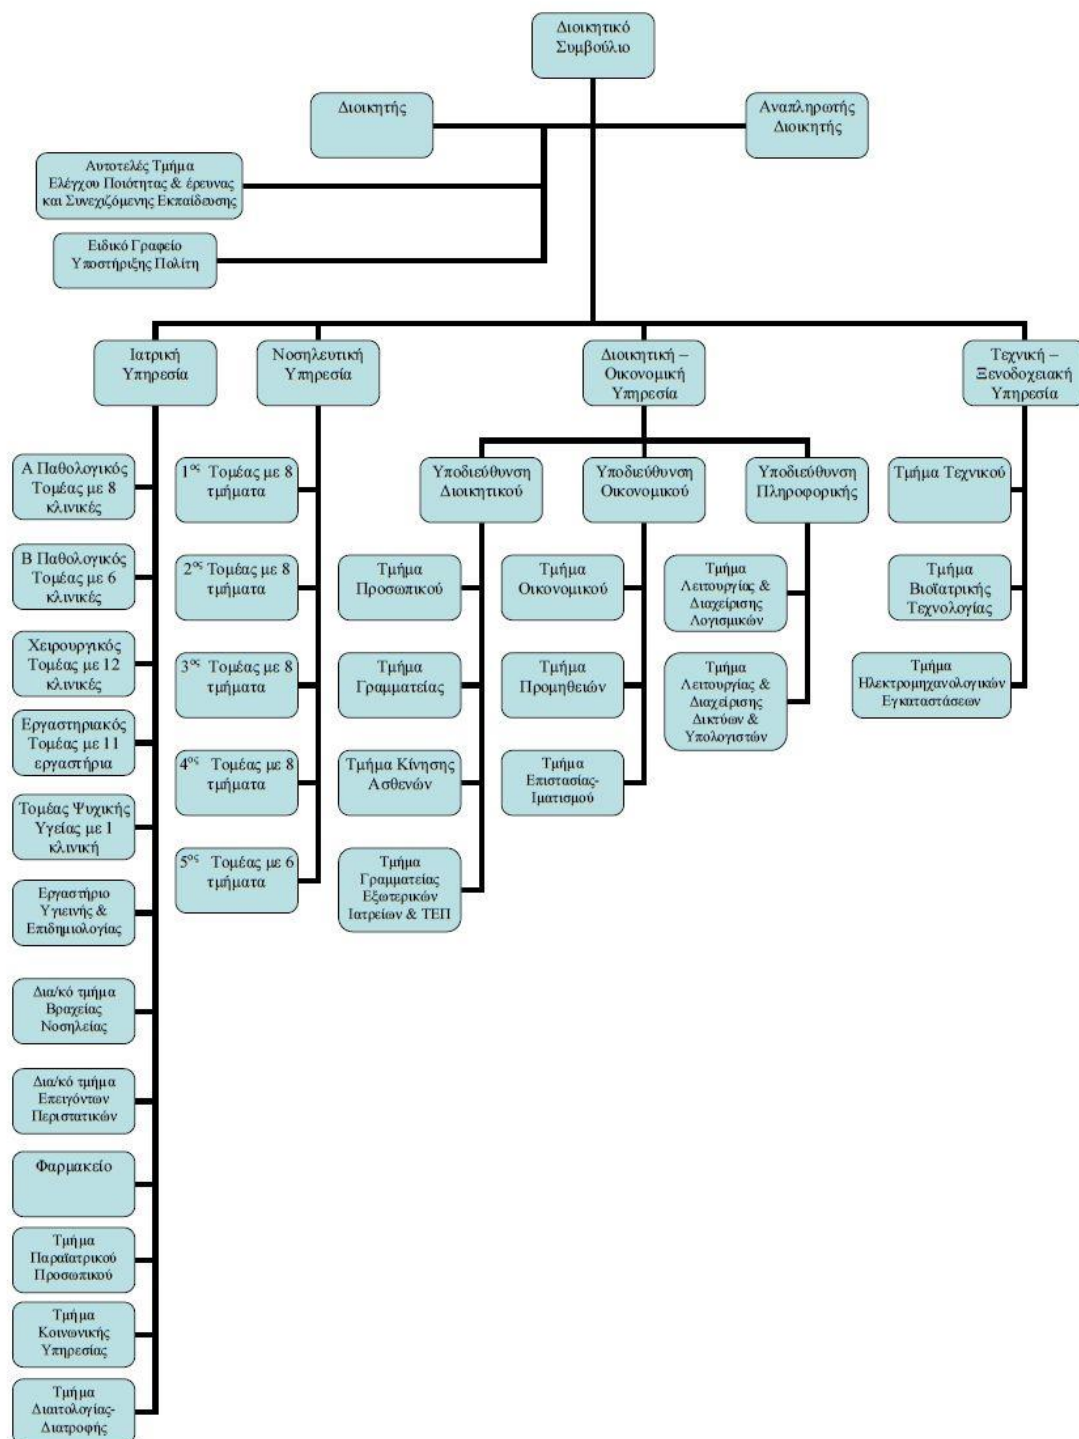 Διοικητικό
Συμβούλιο
Διοικητής
Αναπληρωτής
Διοικητής
Αυτοτελές Τμήμα
Ελέγχου Ποιότητας & έρευνας
και Συνεχιζόμενης Εκπαίδευσης
Ειδικό Γραφείο
Υποστήριξης Πολίτη
Ιατρική
Υπηρεσία
Νοσηλευτική
Υπηρεσία
Διοικητική –
Οικονομική
Υπηρεσία
Τεχνική –
Ξενοδοχειακή
Υπηρεσία
Α Παθολογικός
Τομέας με 8
κλινικές
Β Παθολογικός
Τομέας με 6
κλινικές
Χειρουργικός
Τομέας με 12
κλινικές
Εργαστηριακός
Τομέας με 11
εργαστήρια
Τομέας Ψυχικής
Υγείας με 1
κλινική
Εργαστήριο
Υγιεινής &
Επιδημιολογίας
Δια/κό τμήμα
Βραχείας
Νοσηλείας
Δια/κό τμήμα
Επειγόντων
Περιστατικών
Φαρμακείο
Τμήμα
Παραϊατρικού
Προσωπικού
Τμήμα
Κοινωνικής
Υπηρεσίας
Τμήμα
Διαιτολογίας-
Διατροφής
1ος Τομέας με 8
τμήματα
2ος Τομέας με 8
τμήματα
3ος Τομέας με 8
τμήματα
4ος Τομέας με 8
τμήματα
5ος Τομέας με 6
τμήματα
Υποδιεύθυνση
Διοικητικού
Τμήμα
Προσωπικού
Τμήμα
Γραμματείας
Τμήμα Κίνησης
Ασθενών
Τμήμα
Γραμματείας
Εξωτερικών
Ιατρείων & ΤΕΠ
Υποδιεύθυνση
Οικονομικού
Τμήμα
Οικονομικού
Τμήμα
Προμηθειών
Τμήμα
Επιστασίας-
Ιματισμού
Υποδιεύθυνση
Πληροφορικής
Τμήμα
Λειτουργίας &
Διαχείρισης
Λογισμικών
Τμήμα
Λειτουργίας &
Διαχείρισης
Δικτύων &
Υπολογιστών
Τμήμα Τεχνικού
Τμήμα
Βιοϊατρικής
Τεχνολογίας
Τμήμα
Ηλεκτρομηχανολογικών
Εγκαταστάσεων